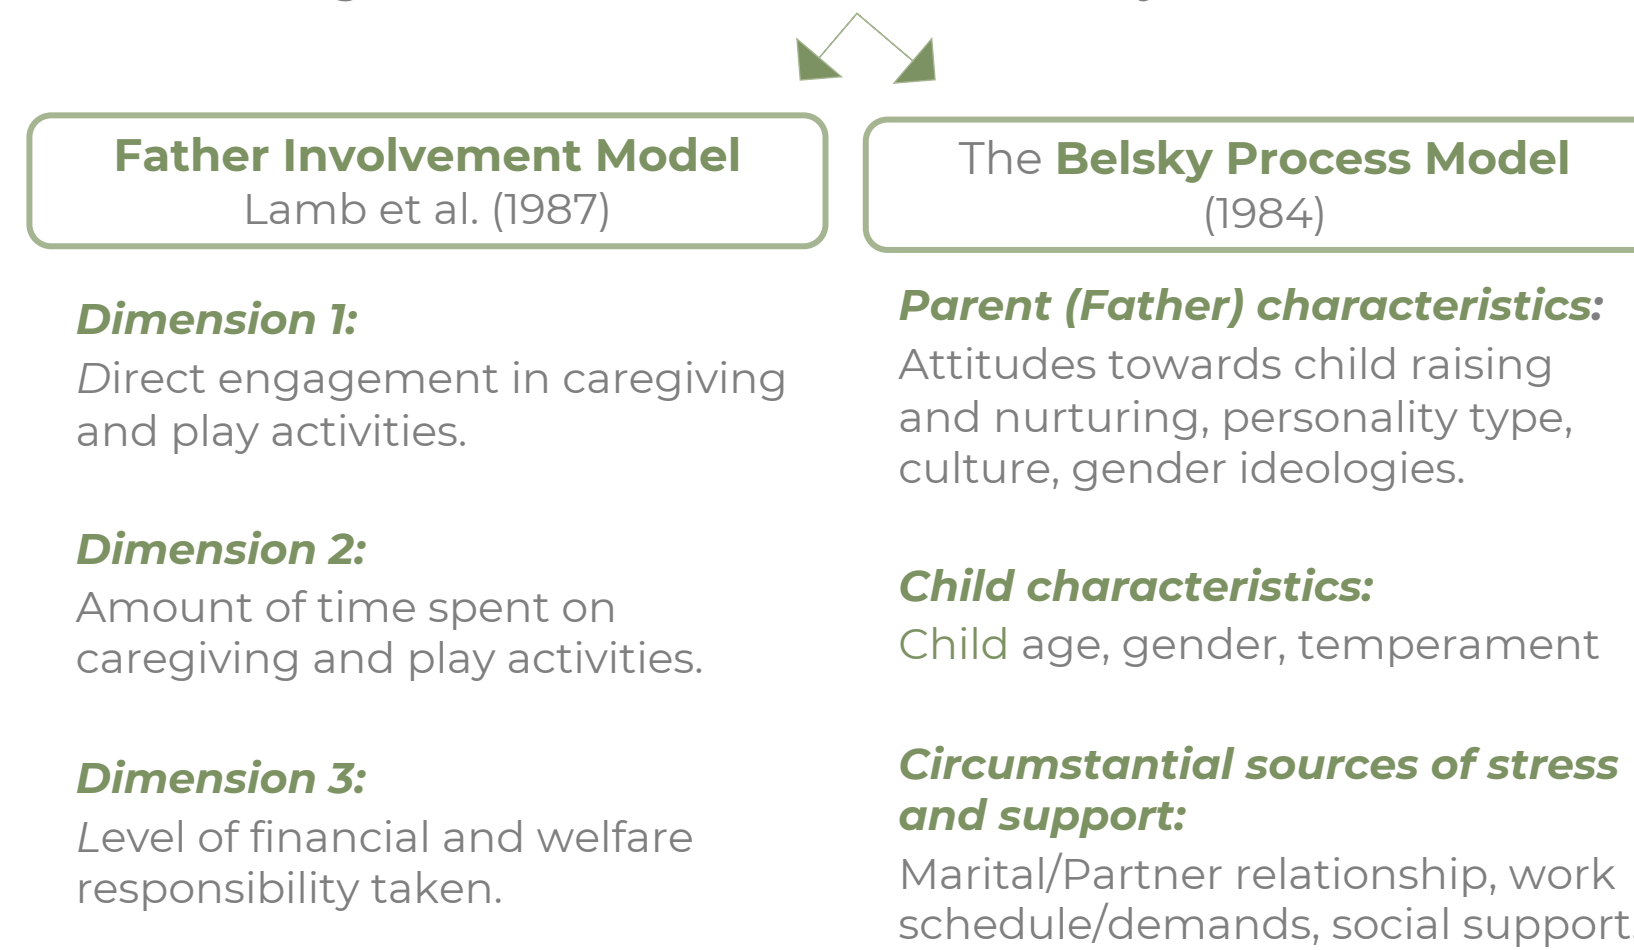 Father Involvement Model
Lamb et al. (1987)
Dimension 1:
Direct engagement in caregiving
and play activities.
Dimension 2:
Amount of time spent on
caregiving and play activities.
Dimension 3:
Level of financial and welfare
responsibility taken.
The Belsky Process Model
(1984)
Parent (Father) characteristics:
Attitudes towards child raising
and nurturing, personality type,
culture, gender ideologies.
Child characteristics:
Child age, gender, temperament
Circumstantial sources of stress
and support:
Marital/Partner relationship, work
schedule/demands, social support.